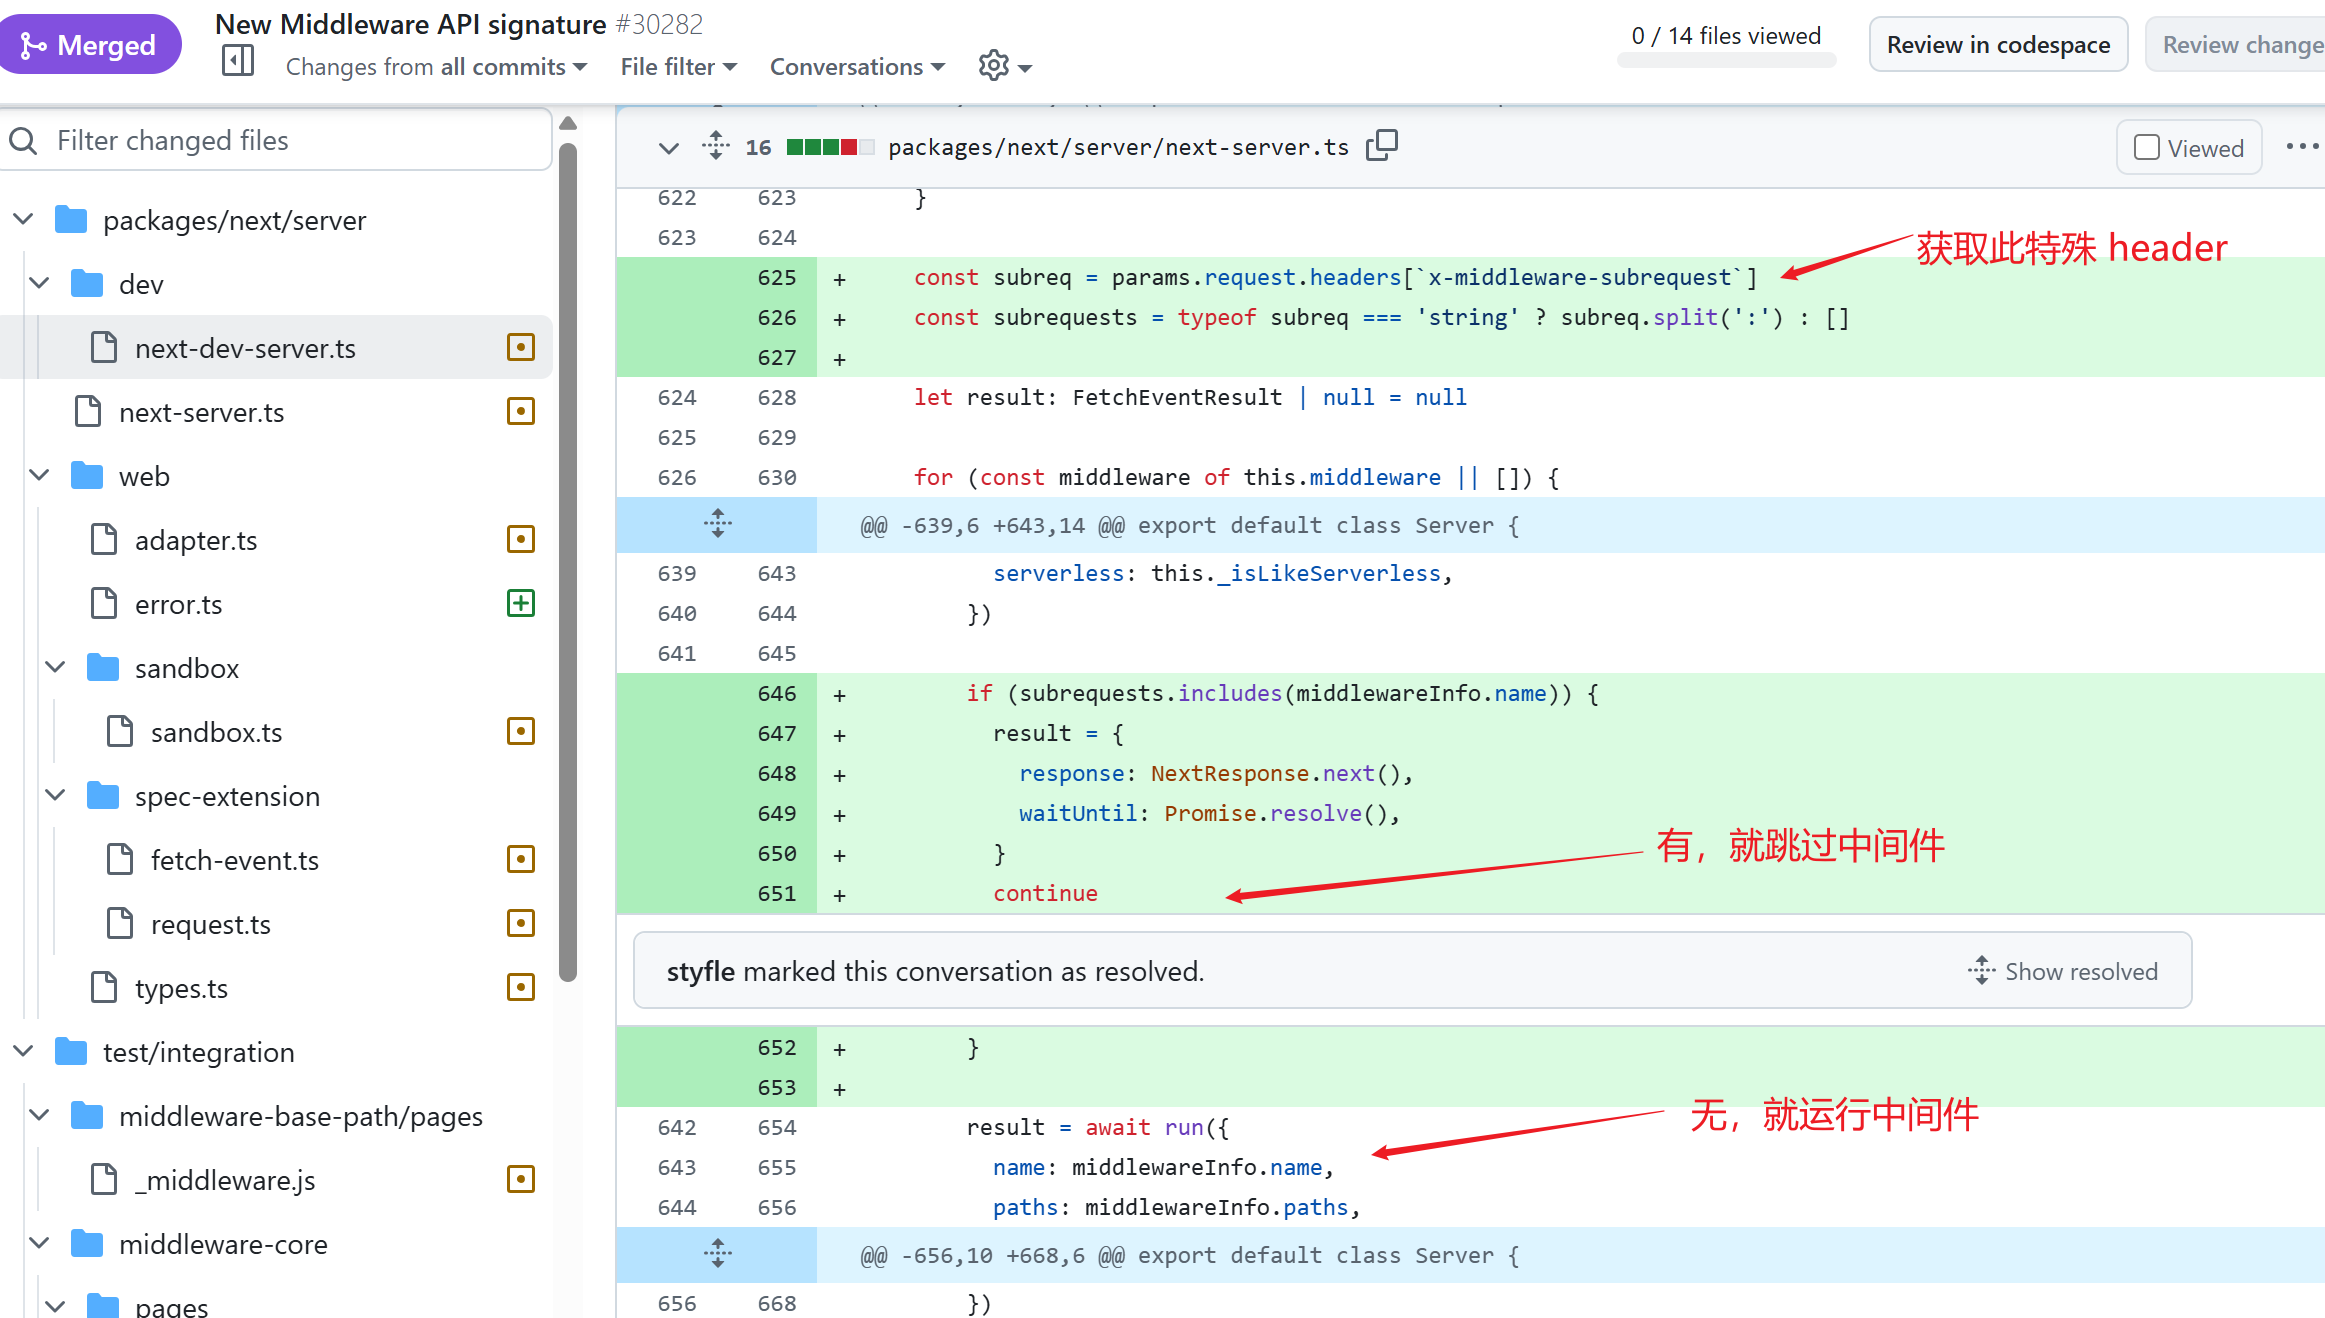 Merged
New Middleware API signature #30282
Changes from all commits
File filter
Conversations
0 / 14 files viewed
Review in codespace
Review change
Filter changed files
packages/next/server
dev
next-dev-server.ts
next-server.ts
web
adapter.ts
error.ts
sandbox
sandbox.ts
spec-extension
fetch-event.ts
request.ts
types.ts
test/integration
middleware-base-path/pages
_middleware.js
middleware-core
pages
16 packages/next/server/next-server.ts
Viewed
622 623 }
623 624
获取此特殊 header
625 + const subreq = params.request.headers[`x-middleware-subrequest`]
626 + const subrequests = typeof subreq === 'string' ? subreq.split(':') : []
627 +
624 628 let result: FetchEventResult | null = null
625 629
626 630 for (const middleware of this.middleware || []) {
@@ -639,6 +643,14 @@ export default class Server {
639 643 serverless: this._isLikeServerless,
640 644 })
641 645
646 + if (subrequests.includes(middlewareInfo.name)) {
647 + result = {
648 + response: NextResponse.next(),
649 + waitUntil: Promise.resolve(),
650 + }
有，就跳过中间件
651 + continue
styfle marked this conversation as resolved.
Show resolved
652 + }
653 +
无，就运行中间件
642 654 result = await run({
643 655 name: middlewareInfo.name,
644 656 paths: middlewareInfo.paths,
@@ -656,10 +668,6 @@ export default class Server {
656 668 })